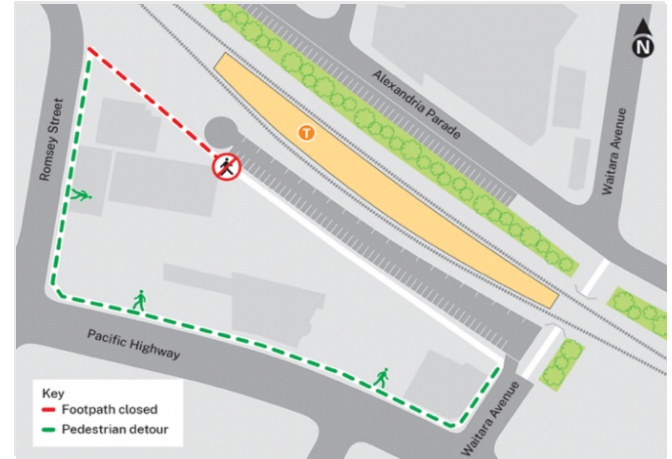 N
Alexandria Parade
Waitara Avenue
T
Romsey Street
Pacific Highway
Waitara Avenue
Key
Footpath closed
Pedestrian detour